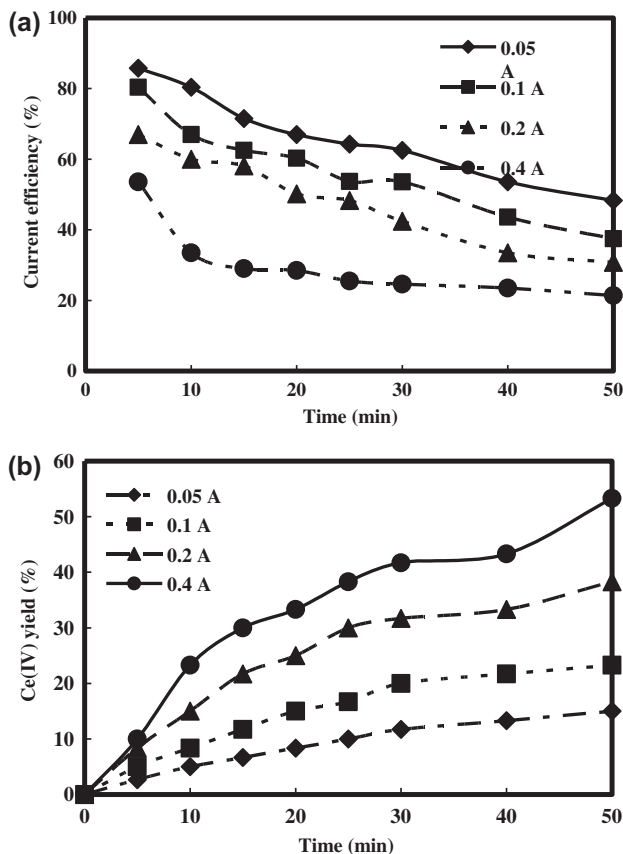 (a)
100
80
60
40
20
0
Current efficiency (%)
0.05
A
0.1 A
0.2 A
0.4 A
0 10 20 30 40 50
Time (min)
(b)
60
50
40
30
20
10
0
Ce(IV) yield (%)
0.05 A
0.1 A
0.2 A
0.4 A
0 10 20 30 40 50
Time (min)